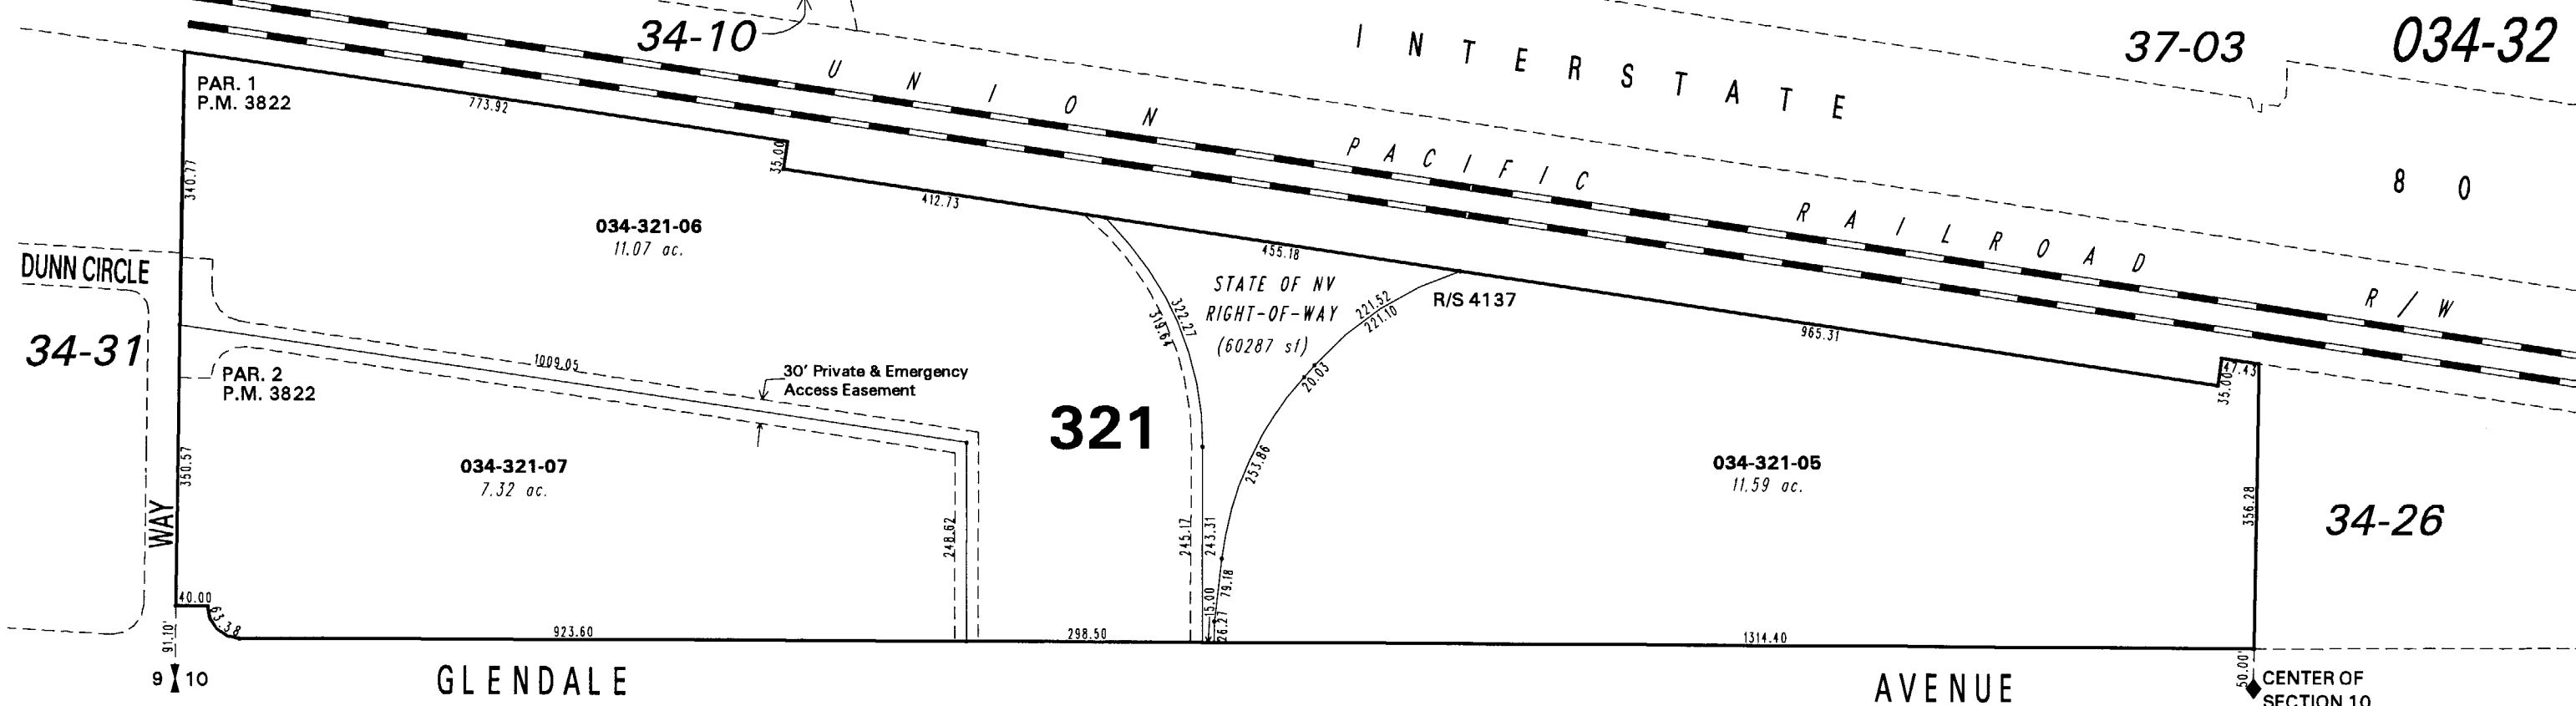 34-10
INTERSTATE
37-03
034-32
80
PAR. 1
P.M. 3822
773.92
UNION PACIFIC RAILROAD R/W
35.00
340.77
412.73
034-321-06
11.07 ac.
455.18
STATE OF NV
RIGHT-OF-WAY
(60287 sf)
322.27
319.64
221.52
221.10
R/S 4137
965.31
20.03
47.43
35.00
DUNN CIRCLE
34-31
1009.05
PAR. 2
P.M. 3822
30' Private & Emergency
Access Easement
321
253.86
034-321-07
7.32 ac.
034-321-05
11.59 ac.
350.57
WAY
248.62
245.17
243.31
79.18
15.00
26.27
356.28
34-26
40.00
63.38
91.10'
923.60
298.50
1314.40
50.00'
9 10
GLENDALE
AVENUE
CENTER OF
SECTION 10